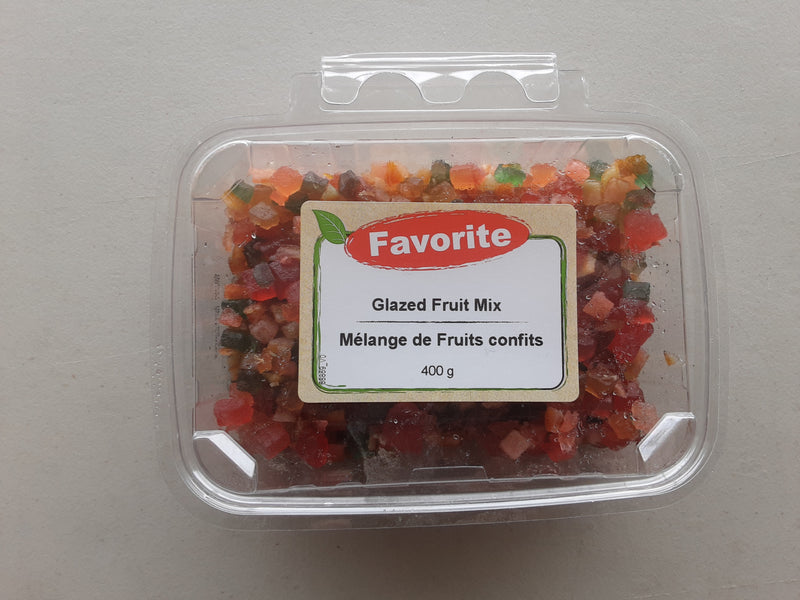 Favorite
Glazed Fruit Mix
Mélange de Fruits confits
400 g